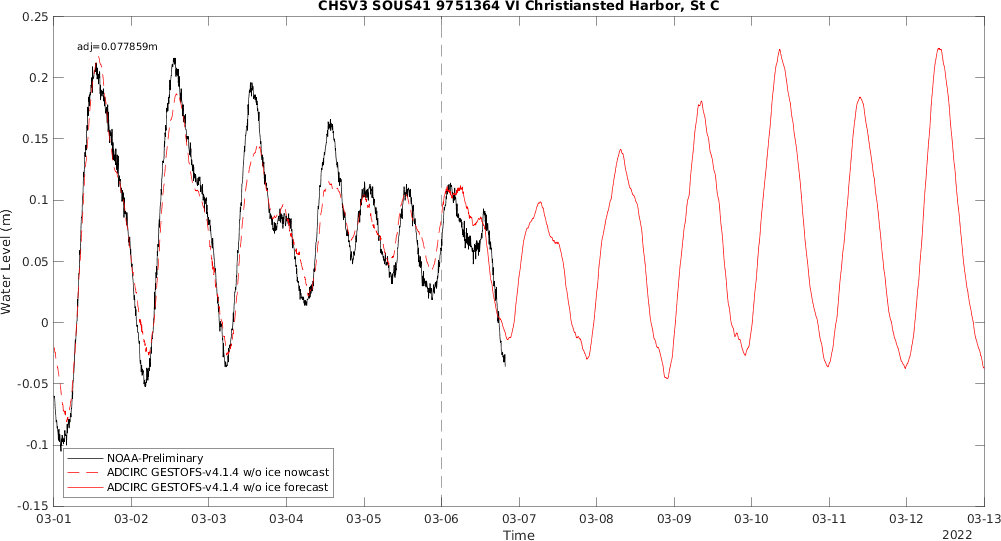 CHSV3 SOUS41 9751364 VI Christiansted Harbor, St C
0.25
adj=0.077859m
0.2
0.15
0.1
0.05
0
-0.05
-0.1
-0.15
Water Level (m)
NOAA-Preliminary
ADCIRC GESTOFS-v4.1.4 w/o ice nowcast
ADCIRC GESTOFS-v4.1.4 w/o ice forecast
03-01 03-02 03-03 03-04 03-05 03-06 03-07 03-08 03-09 03-10 03-11 03-12 03-13
Time
2022